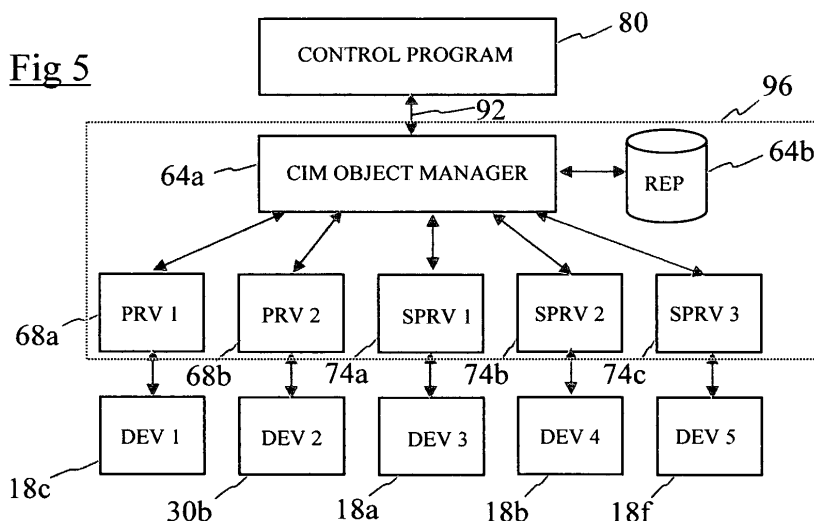 Fig 5
80
CONTROL PROGRAM
92
96
64a
CIM OBJECT MANAGER
REP
64b
PRV 1
PRV 2
SPRV 1
SPRV 2
SPRV 3
68a
68b
74a
74b
74c
DEV 1
DEV 2
DEV 3
DEV 4
DEV 5
18c
30b
18a
18b
18f